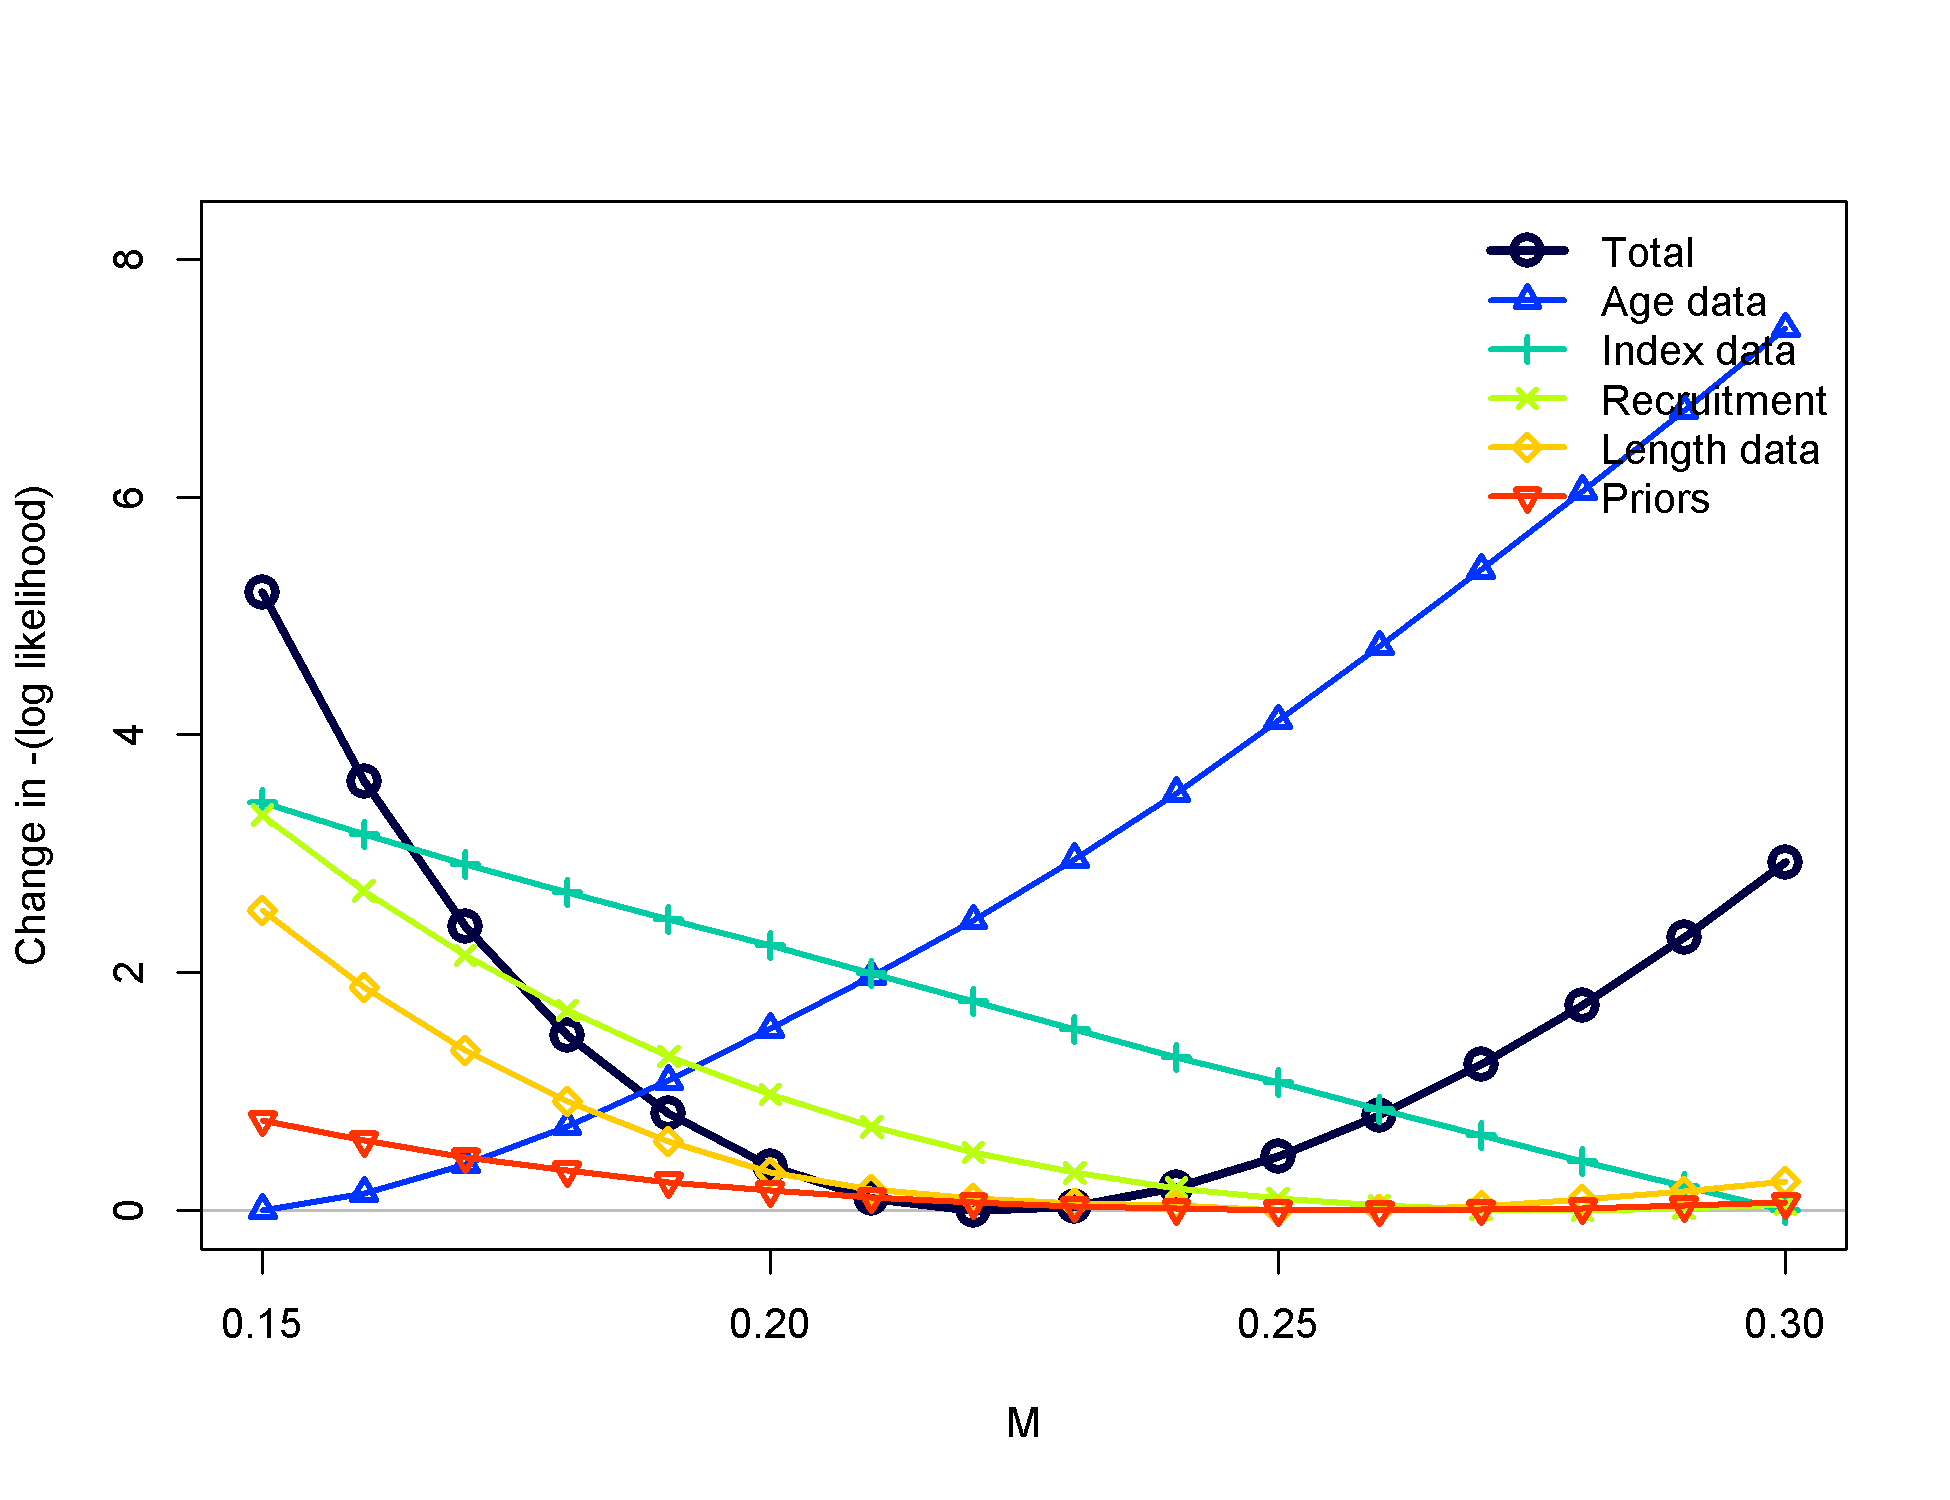 Total
Age data
Index data
Recruitment
Length data
Priors
8
6
4
2
0
Change in -(log likelihood)
0.15 0.20 0.25 0.30
M